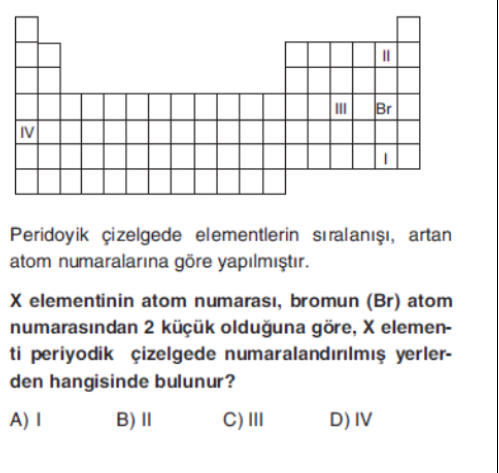 II
III Br
IV
I
Peridoyik çizelgede elementlerin sıralanışı, artan
atom numaralarına göre yapılmıştır.
X elementinin atom numarası, bromun (Br) atom
numarasından 2 küçük olduğuna göre, X elemen-
ti periyodik çizelgede numaralandırılmış yerler-
den hangisinde bulunur?
A) I B) II C) III D) IV